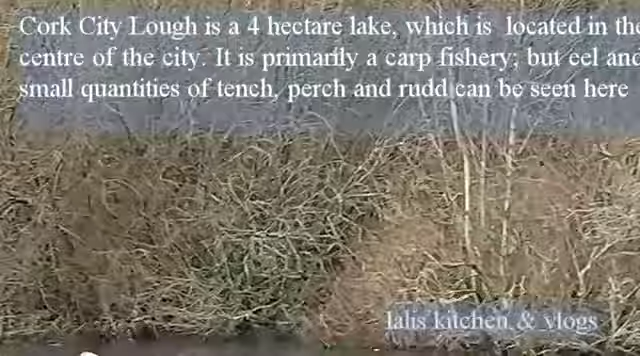 Cork City Lough is a 4 hectare lake, which is located in the
centre of the city. It is primarily a carp fishery; but eel and
small quantities of tench, perch and rudd can be seen here
lalis kitchen & vlogs